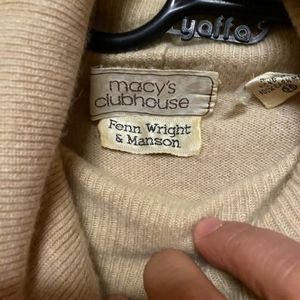 yaffa
macy's
clubhouse
Fenn Wright
& Manson